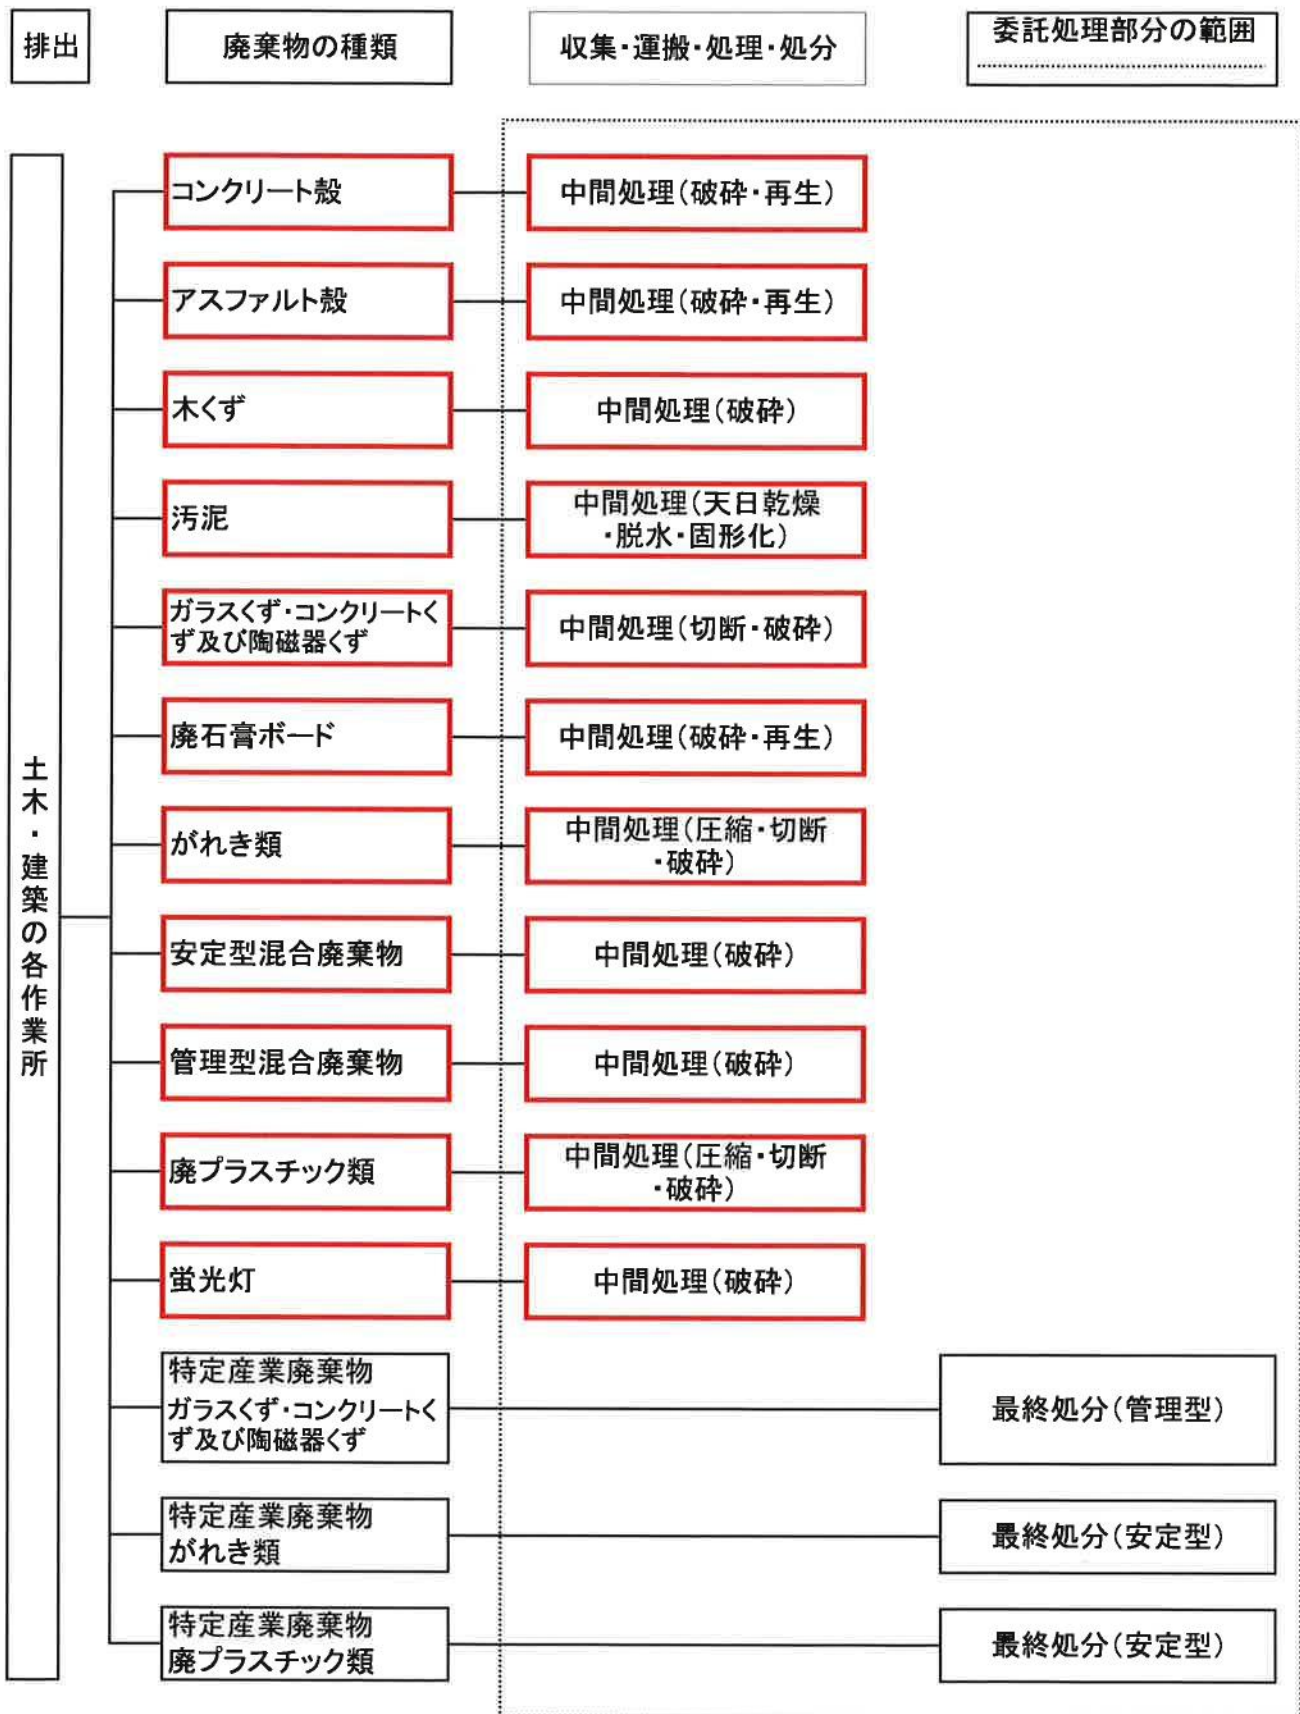 排出
廃棄物の種類
収集・運搬・処理・処分
委託処理部分の範囲
土木・建築の各作業所
コンクリート殻
中間処理(破砕・再生)
アスファルト殻
中間処理(破砕・再生)
木くず
中間処理(破砕)
汚泥
中間処理(天日乾燥
・脱水・固形化)
ガラスくず・コンクリートく
ず及び陶磁器くず
中間処理(切断・破砕)
廃石膏ボード
中間処理(破砕・再生)
がれき類
中間処理(圧縮・切断
・破砕)
安定型混合廃棄物
中間処理(破砕)
管理型混合廃棄物
中間処理(破砕)
廃プラスチック類
中間処理(圧縮・切断
・破砕)
蛍光灯
中間処理(破砕)
特定産業廃棄物
ガラスくず・コンクリートく
ず及び陶磁器くず
最終処分(管理型)
特定産業廃棄物
がれき類
最終処分(安定型)
特定産業廃棄物
廃プラスチック類
最終処分(安定型)